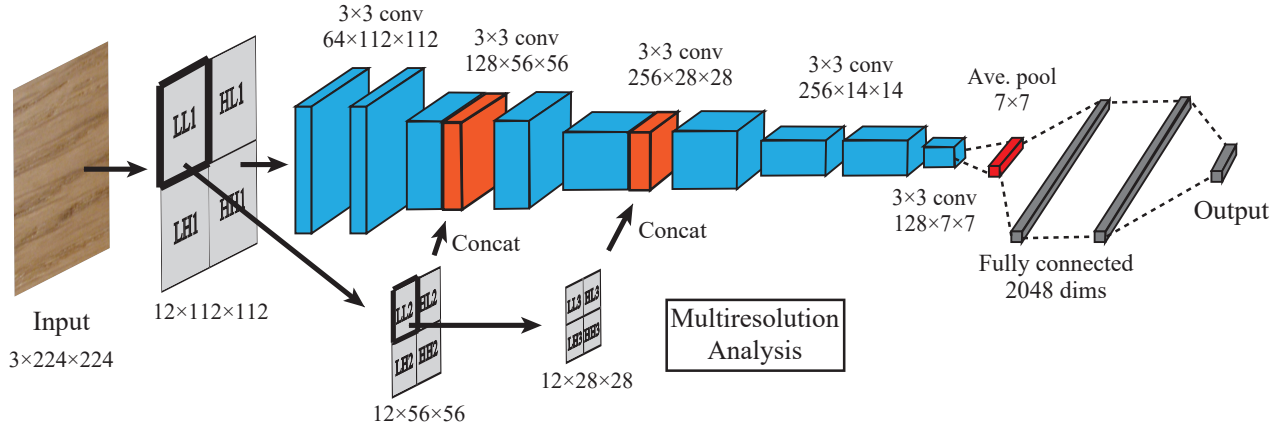 Input
3×224×224
LL1
HL1
LH1
HH1
12×112×112
3×3 conv
64×112×112
3×3 conv
128×56×56
Concat
LL2
HL2
LH2
HH2
12×56×56
3×3 conv
256×28×28
Concat
LL3
HL3
LH3
HH3
12×28×28
Multiresolution
Analysis
3×3 conv
256×14×14
3×3 conv
128×7×7
Ave. pool
7×7
Fully connected
2048 dims
Output